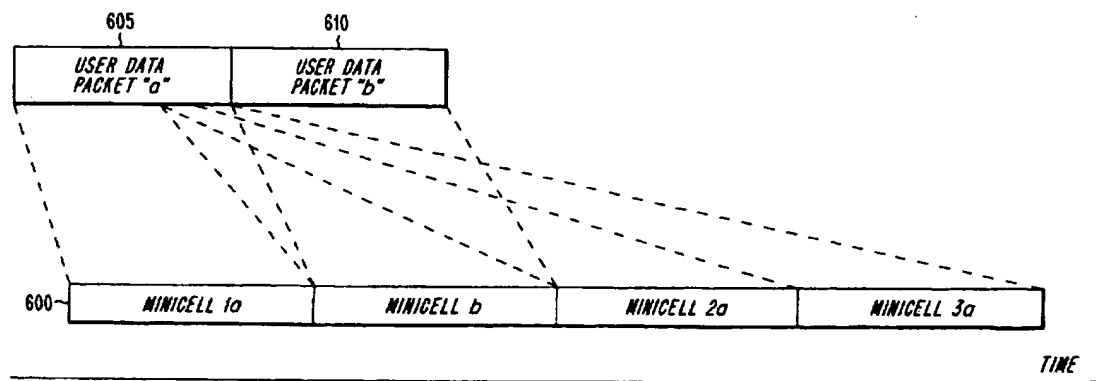 605
610
USER DATA
PACKET "a"
USER DATA
PACKET "b"
600
MINICELL 1a
MINICELL b
MINICELL 2a
MINICELL 3a
TIME